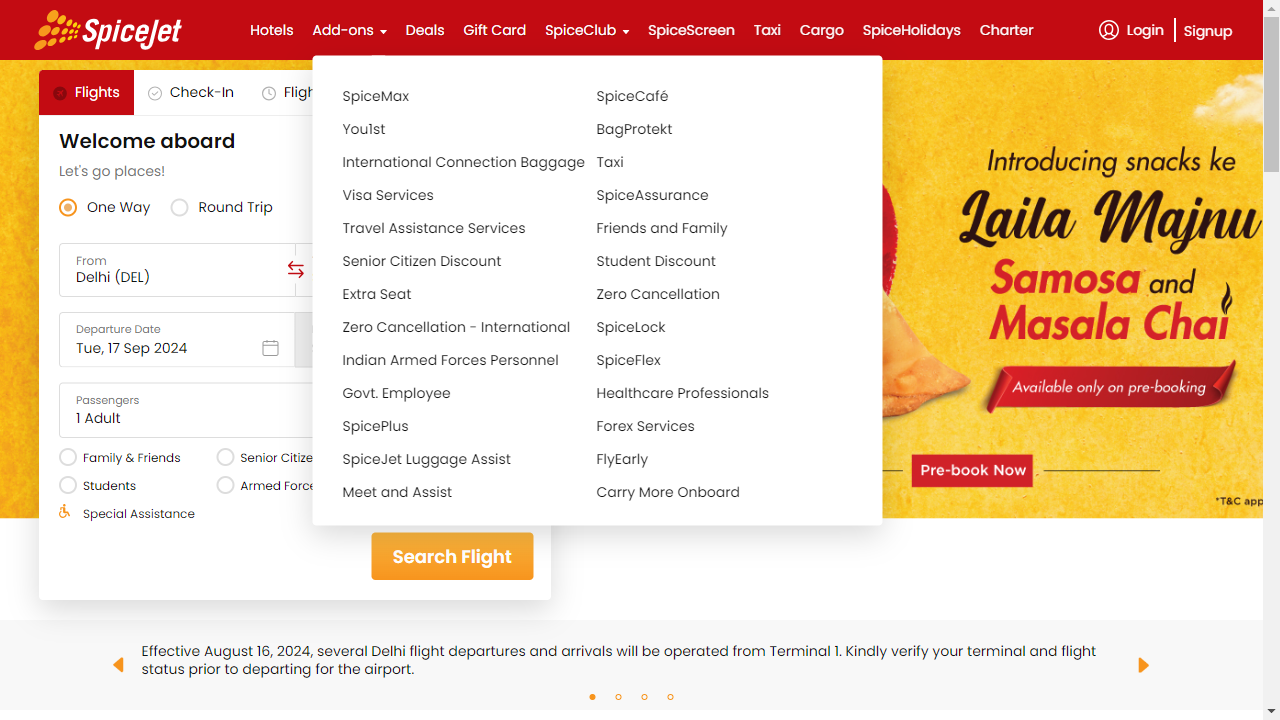 SpiceJet
Hotels
Add-ons
Deals
Gift Card
SpiceClub
SpiceScreen
Taxi
Cargo
SpiceHolidays
Charter
Login
Signup
Flights
Check-In
Welcome aboard
Let's go places!
One Way
Round Trip
From
Delhi (DEL)
Departure Date
Tue, 17 Sep 2024
Passengers
1 Adult
Family & Friends
Students
Special Assistance
Search Flight
SpiceMax
SpiceCafé
You1st
BagProtekt
International Connection Baggage
Taxi
Visa Services
SpiceAssurance
Travel Assistance Services
Friends and Family
Senior Citizen Discount
Student Discount
Extra Seat
Zero Cancellation
Zero Cancellation - International
SpiceLock
Indian Armed Forces Personnel
SpiceFlex
Govt. Employee
Healthcare Professionals
SpicePlus
Forex Services
SpiceJet Luggage Assist
FlyEarly
Meet and Assist
Carry More Onboard
Introducing snacks ke
Laila Majnu
Samosa and
Masala Chai
Available only on pre-booking
Pre-book Now
*T&C app
Effective August 16, 2024, several Delhi flight departures and arrivals will be operated from Terminal 1. Kindly verify your terminal and flight
status prior to departing for the airport.